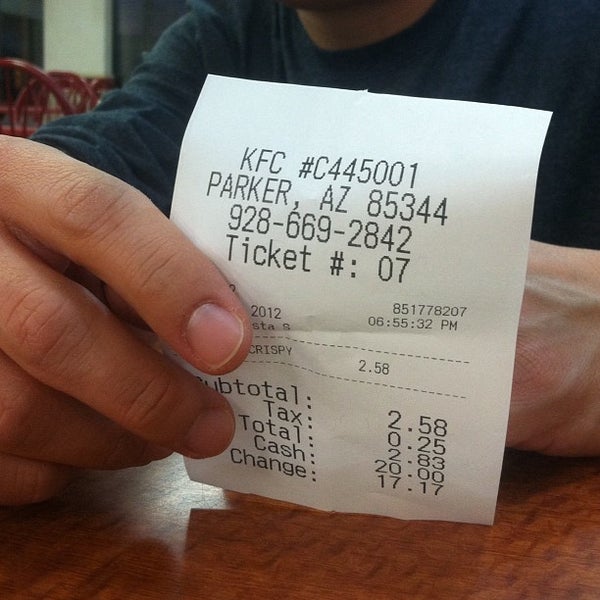 KFC #C445001
PARKER, AZ 85344
928-669-2842
Ticket #: 07
2012 851778207
06:55:32 PM
CRISPY 2.58
Subtotal: 2.58
Tax: 0.25
Total: 2.83
Cash: 20.00
Change: 17.17